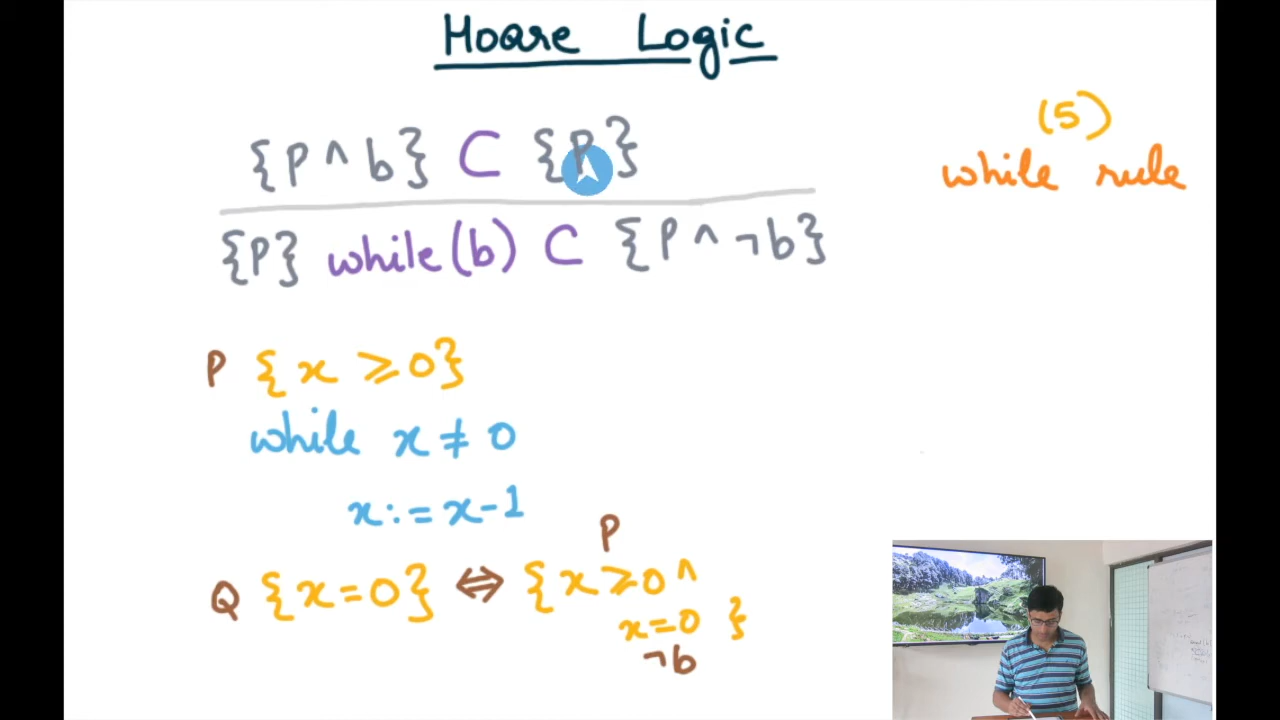 Hoare Logic
{P ∧ b} C {P}
(5)
while rule
{P} while(b) C {P ∧ ¬b}
P {x ≥ 0}
while x ≠ 0
x := x-1
P
Q {x=0} ⇔ {x ≥ 0 ∧
x=0 }
¬b